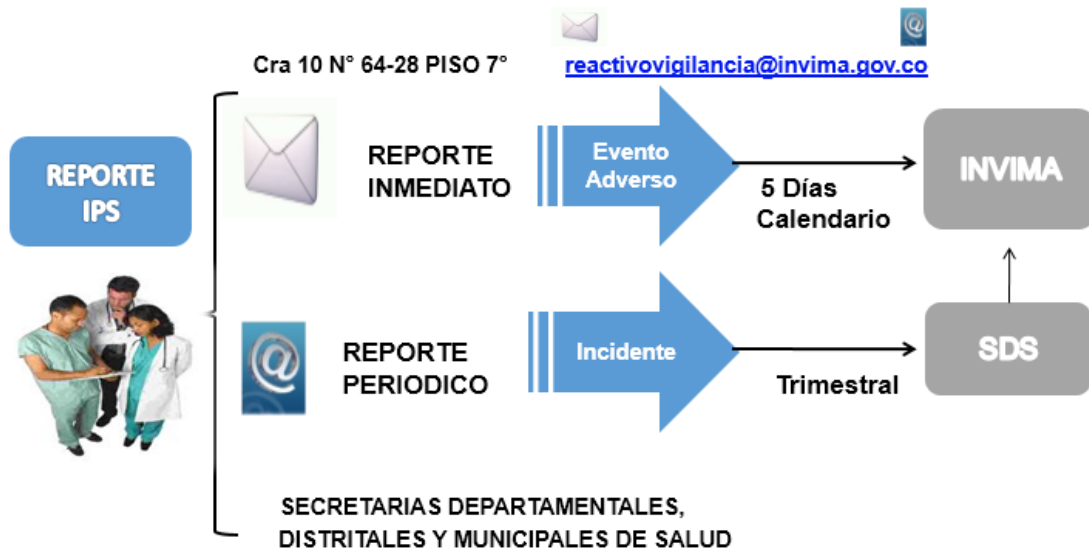 Cra 10 N° 64-28 PISO 7°
reactivovigilancia@invima.gov.co
REPORTE
IPS
REPORTE
INMEDIATO
Evento
Adverso
5 Días
Calendario
INVIMA
REPORTE
PERIODICO
Incidente
Trimestral
SDS
SECRETARIAS DEPARTAMENTALES,
DISTRITALES Y MUNICIPALES DE SALUD